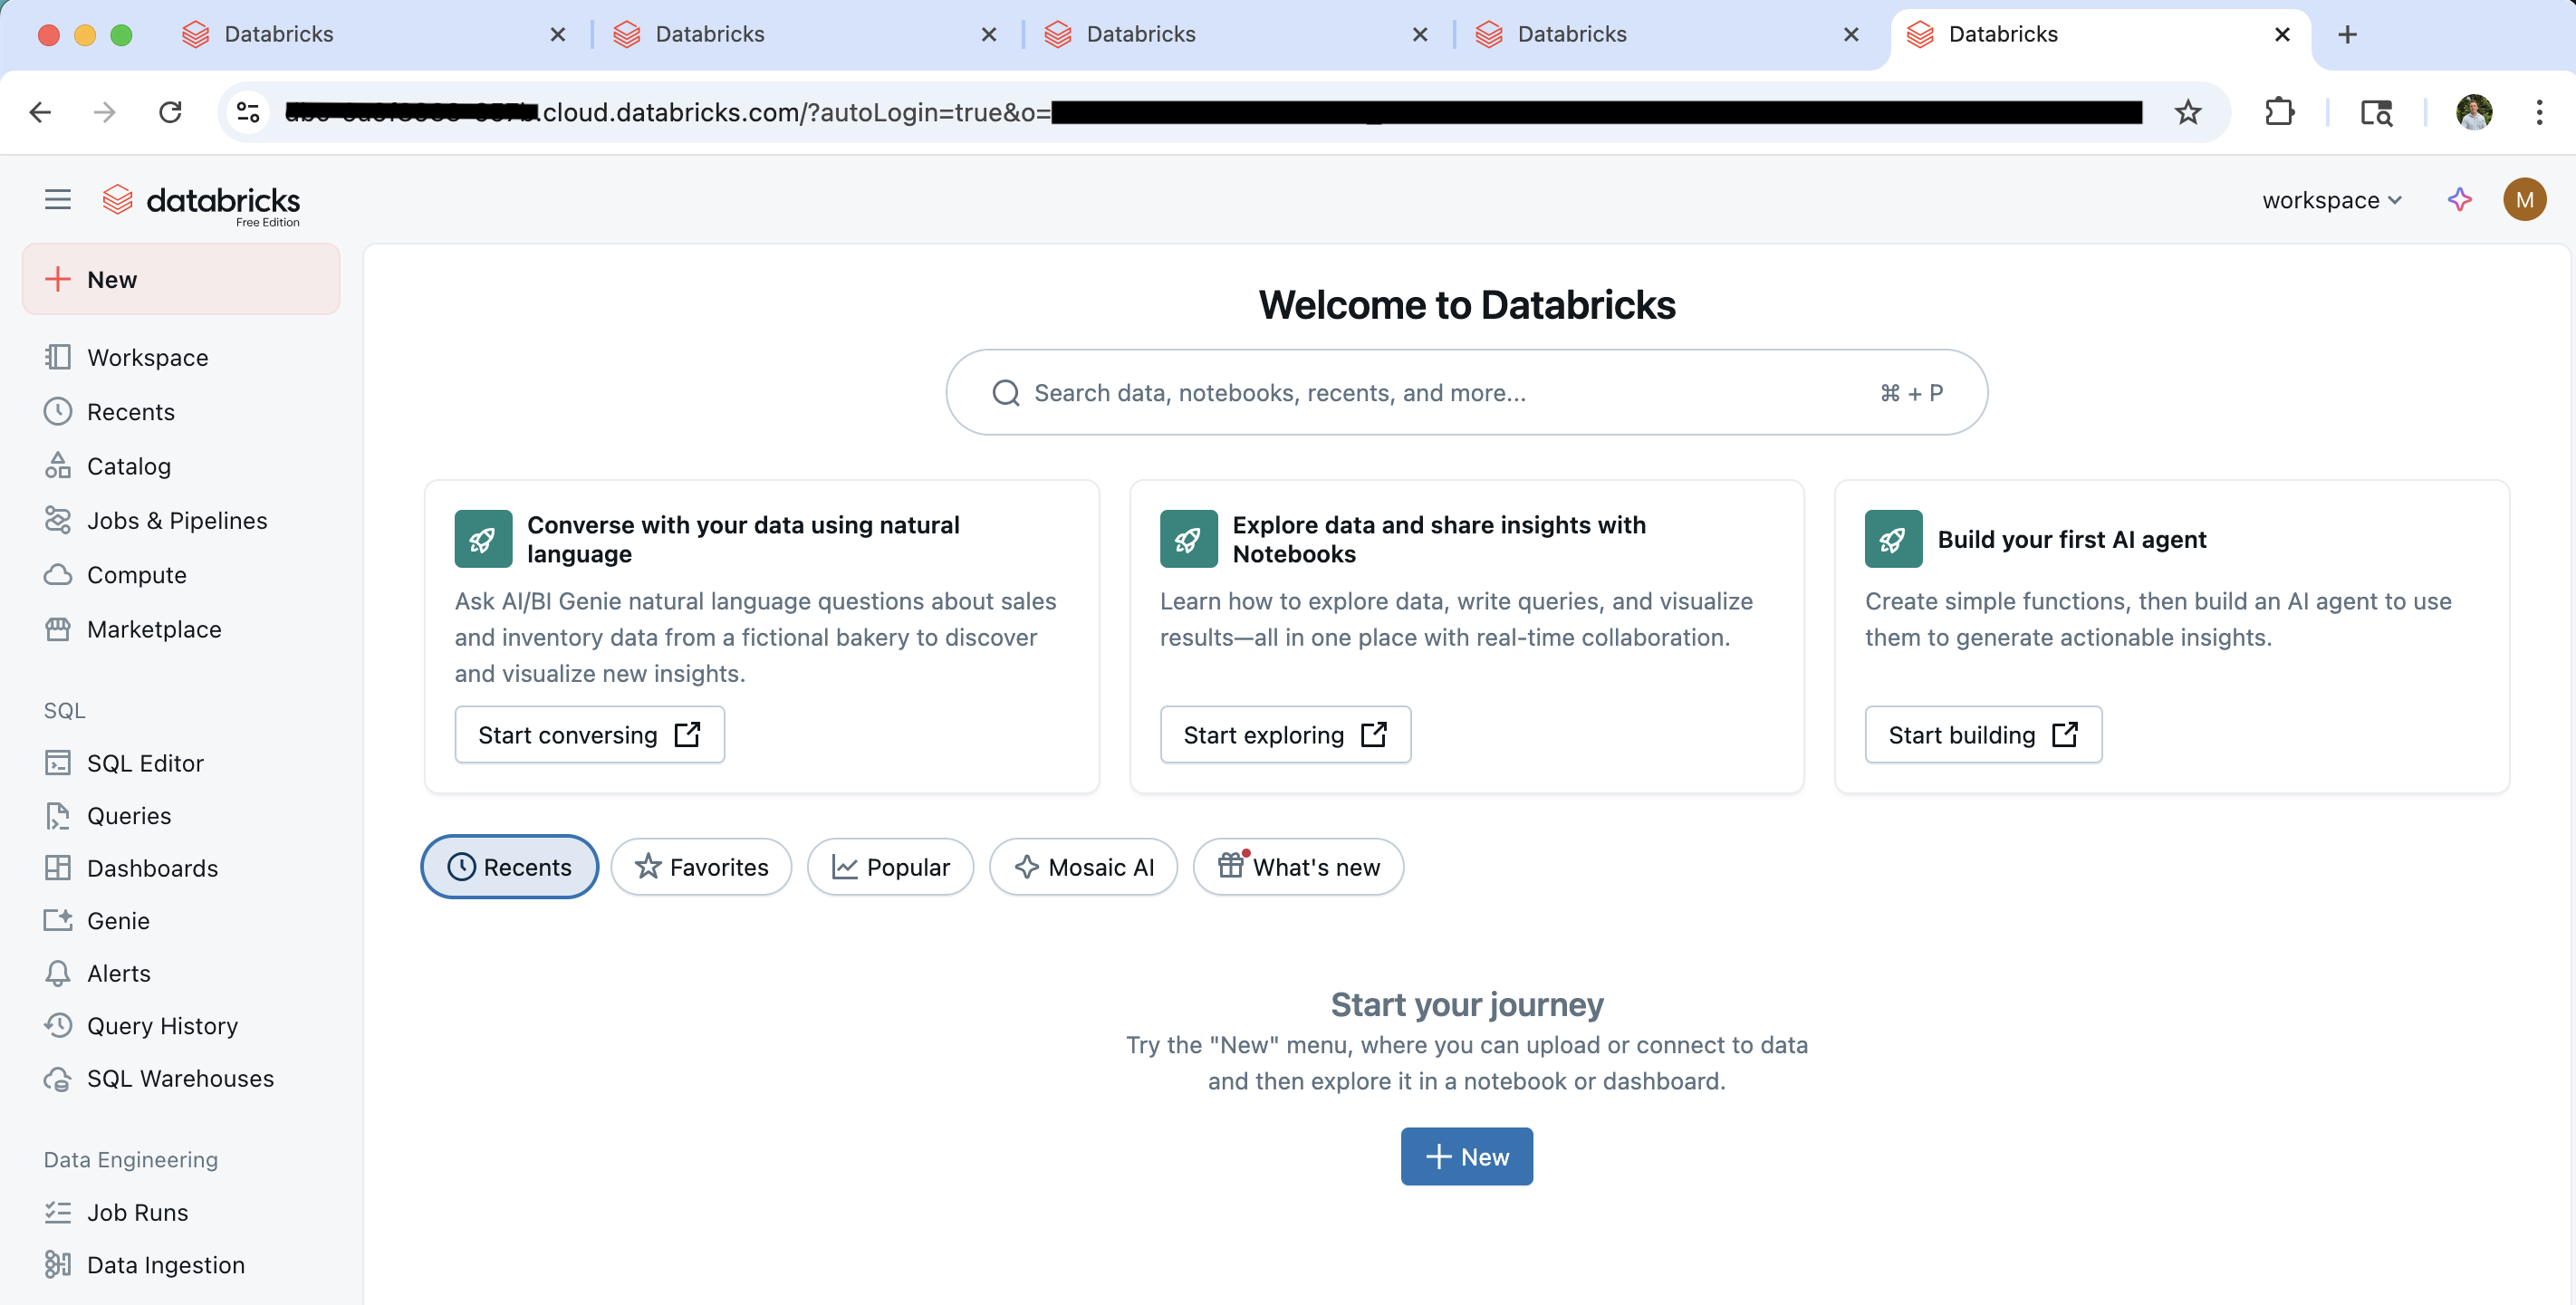 Databricks
Databricks
Databricks
Databricks
Databricks
.cloud.databricks.com/?autoLogin=true&o=
databricks
Free Edition
workspace
M
New
Workspace
Recents
Catalog
Jobs & Pipelines
Compute
Marketplace
SQL
SQL Editor
Queries
Dashboards
Genie
Alerts
Query History
SQL Warehouses
Data Engineering
Job Runs
Data Ingestion
Welcome to Databricks
Search data, notebooks, recents, and more...
⌘ + P
Converse with your data using natural
language
Ask AI/BI Genie natural language questions about sales
and inventory data from a fictional bakery to discover
and visualize new insights.
Start conversing
Explore data and share insights with
Notebooks
Learn how to explore data, write queries, and visualize
results—all in one place with real-time collaboration.
Start exploring
Build your first AI agent
Create simple functions, then build an AI agent to use
them to generate actionable insights.
Start building
Recents
Favorites
Popular
Mosaic AI
What's new
Start your journey
Try the "New" menu, where you can upload or connect to data
and then explore it in a notebook or dashboard.
New